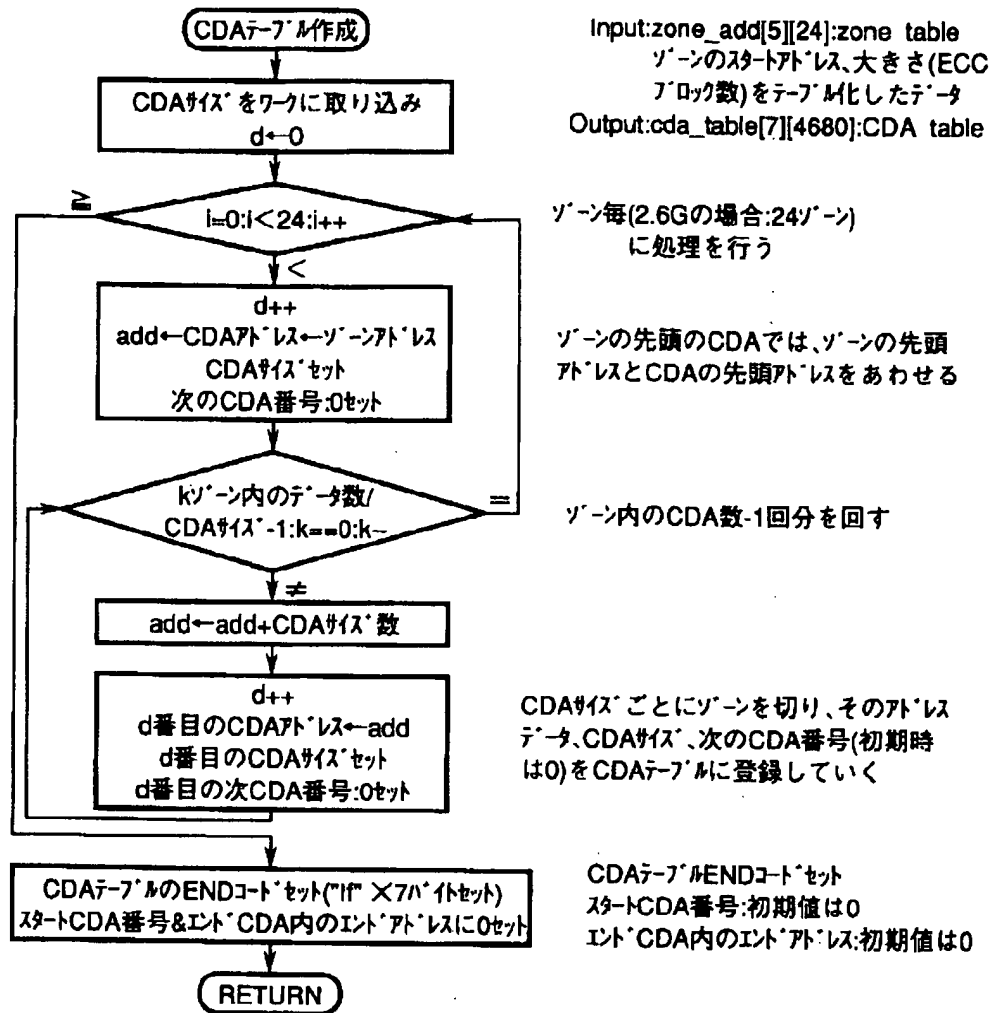 CDAテーブル作成
Input:zone_add[5][24]:zone table
ゾーンのスタートアドレス、大きさ(ECC
ブロック数)をテーブル化したデータ
Output:cda_table[7][4680]:CDA table
CDAサイズをワークに取り込み
d←0
≧
i=0:i<24:i++
ゾーン毎(2.6Gの場合:24ゾーン)
に処理を行う
<
d++
add←CDAアドレス←ゾーンアドレス
CDAサイズセット
次のCDA番号:0セット
ゾーンの先頭のCDAでは、ゾーンの先頭
アドレスとCDAの先頭アドレスをあわせる
kゾーン内のデータ数/
CDAサイズ-1:k==0:k--
=
ゾーン内のCDA数-1回分を回す
≠
add←add+CDAサイズ数
d++
d番目のCDAアドレス←add
d番目のCDAサイズセット
d番目の次CDA番号:0セット
CDAサイズごとにゾーンを切り、そのアドレス
データ、CDAサイズ、次のCDA番号(初期時
は0)をCDAテーブルに登録していく
CDAテーブルのENDコードセット("ff" ×7バイトセット)
スタートCDA番号&エンドCDA内のエンドアドレスに0セット
CDAテーブルENDコードセット
スタートCDA番号:初期値は0
エンドCDA内のエンドアドレス:初期値は0
RETURN